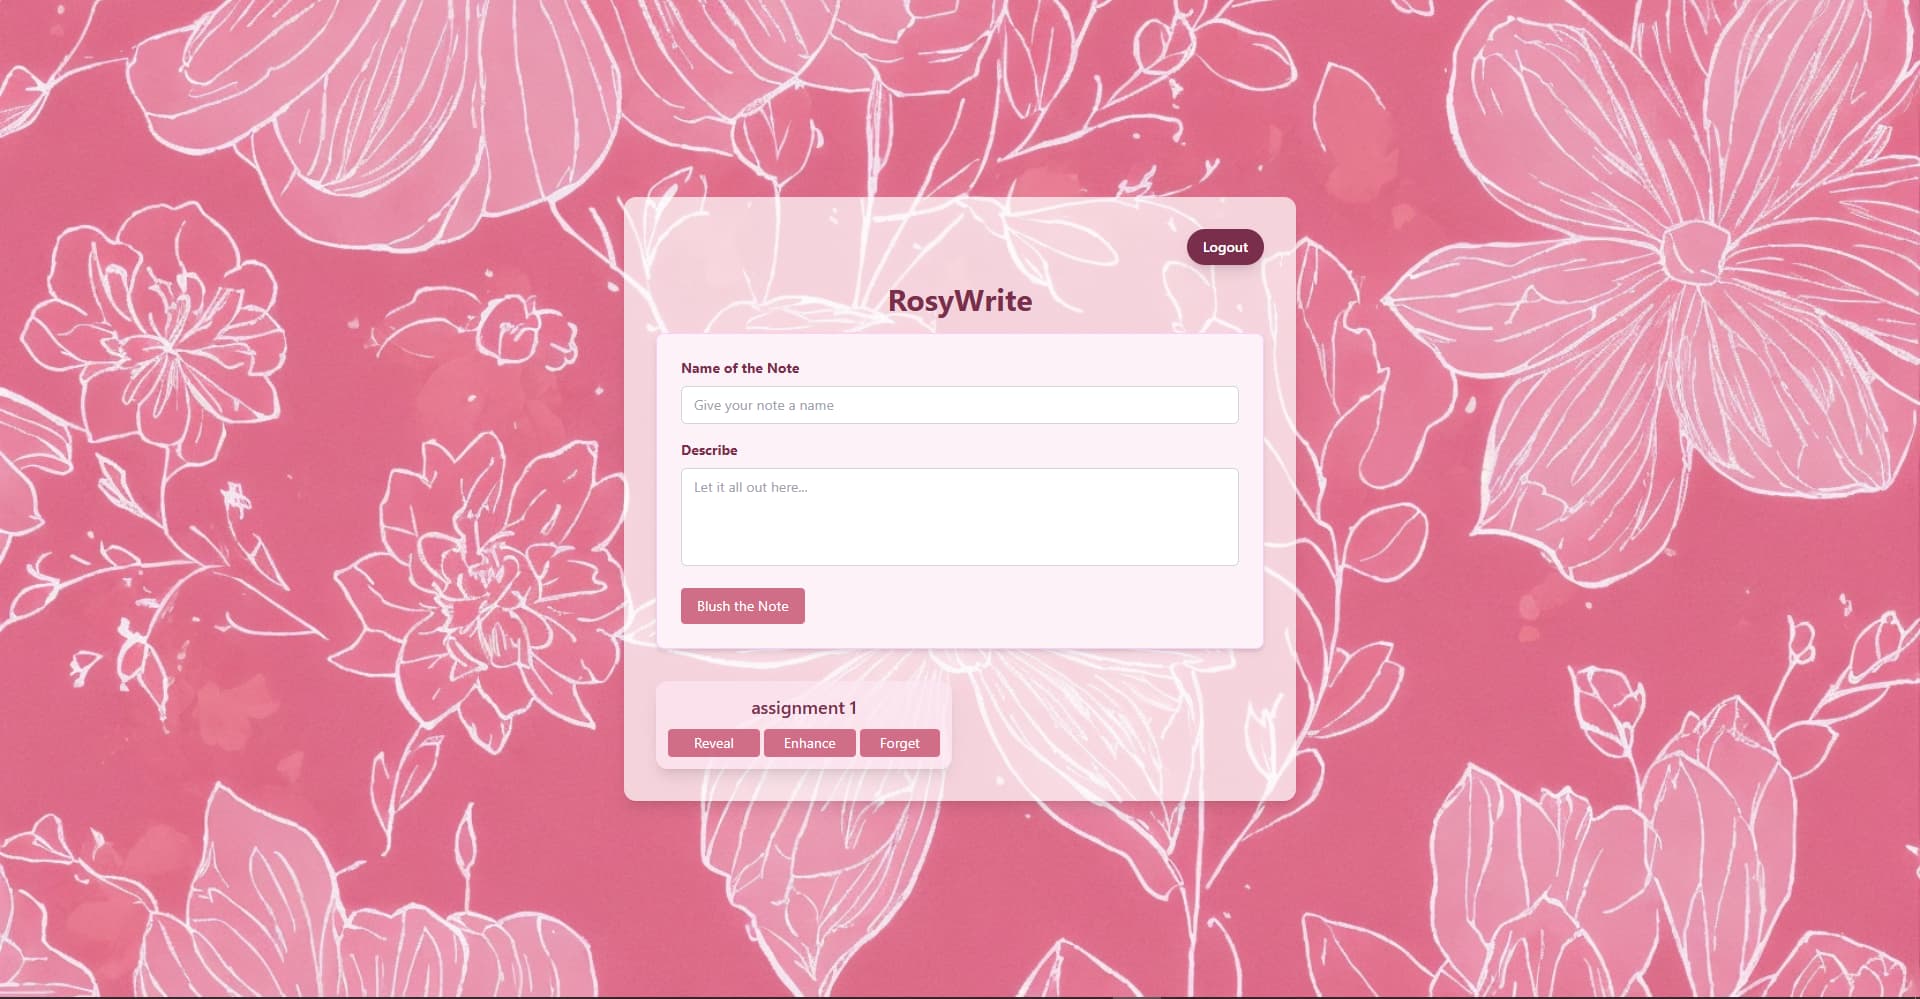 Logout
RosyWrite
Name of the Note
Give your note a name
Describe
Let it all out here...
Blush the Note
assignment 1
Reveal Enhance Forget